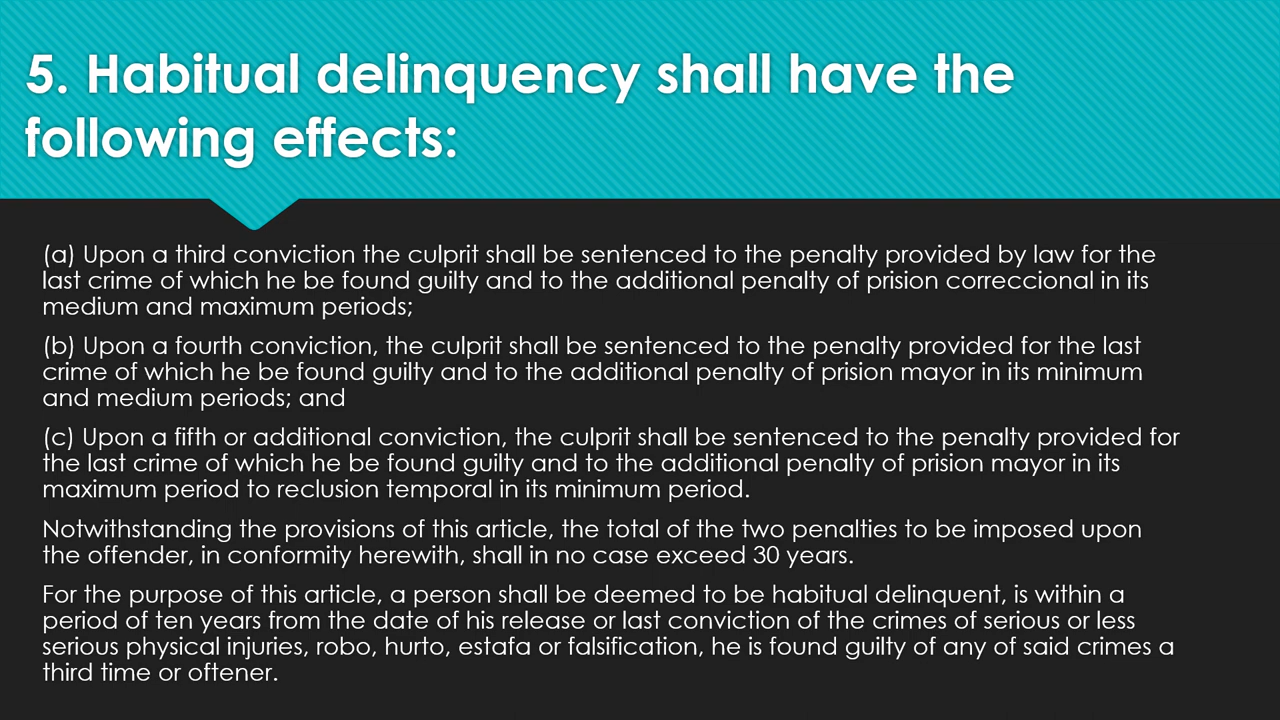 5. Habitual delinquency shall have the
following effects:
(a) Upon a third conviction the culprit shall be sentenced to the penalty provided by law for the
last crime of which he be found guilty and to the additional penalty of prision correccional in its
medium and maximum periods;
(b) Upon a fourth conviction, the culprit shall be sentenced to the penalty provided for the last
crime of which he be found guilty and to the additional penalty of prision mayor in its minimum
and medium periods; and
(c) Upon a fifth or additional conviction, the culprit shall be sentenced to the penalty provided for
the last crime of which he be found guilty and to the additional penalty of prision mayor in its
maximum period to reclusion temporal in its minimum period.
Notwithstanding the provisions of this article, the total of the two penalties to be imposed upon
the offender, in conformity herewith, shall in no case exceed 30 years.
For the purpose of this article, a person shall be deemed to be habitual delinquent, is within a
period of ten years from the date of his release or last conviction of the crimes of serious or less
serious physical injuries, robo, hurto, estafa or falsification, he is found guilty of any of said crimes a
third time or oftener.